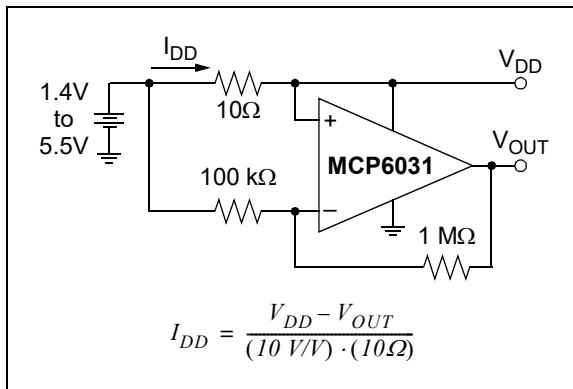 I_DD
V_DD
1.4V
to
5.5V
10Ω
+
V_OUT
MCP6031
100 kΩ
−
1 MΩ
I_DD = (V_DD − V_OUT) / ((10 V/V) · (10Ω))